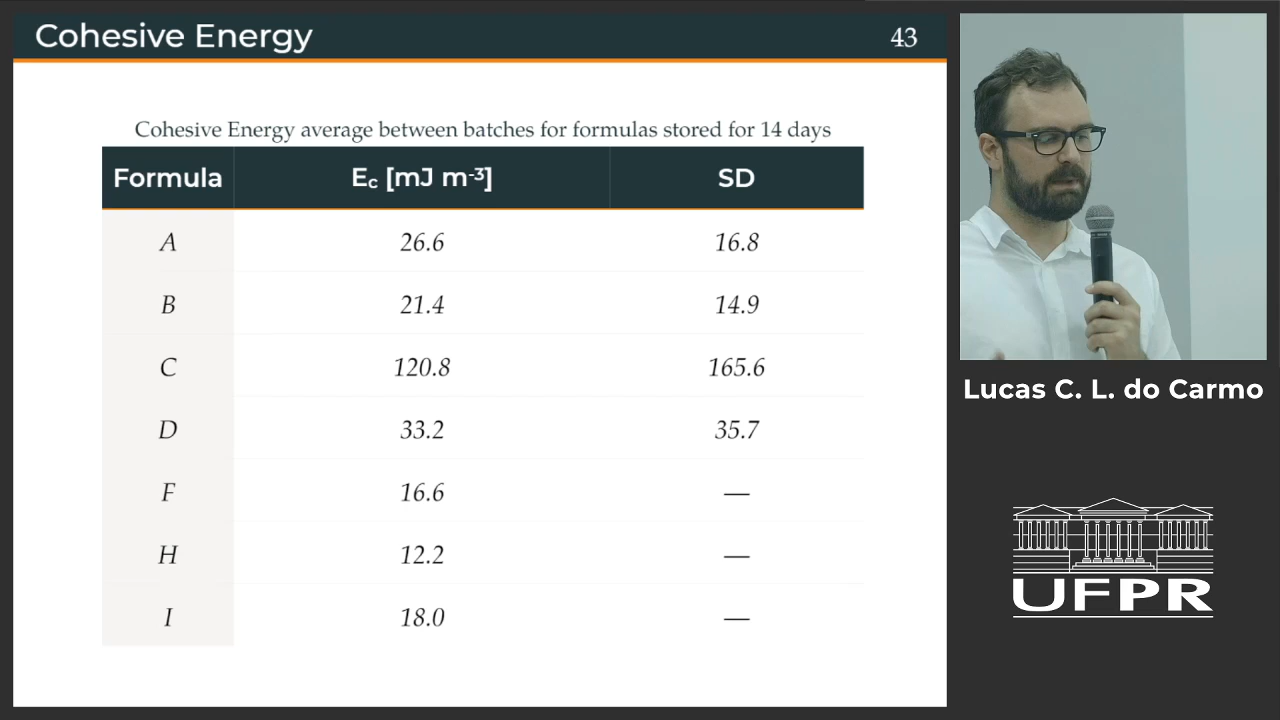 Cohesive Energy
43
Cohesive Energy average between batches for formulas stored for 14 days
Formula E꜀ [mJ m⁻³] SD
A 26.6 16.8
B 21.4 14.9
C 120.8 165.6
D 33.2 35.7
F 16.6 —
H 12.2 —
I 18.0 —
Lucas C. L. do Carmo
UFPR